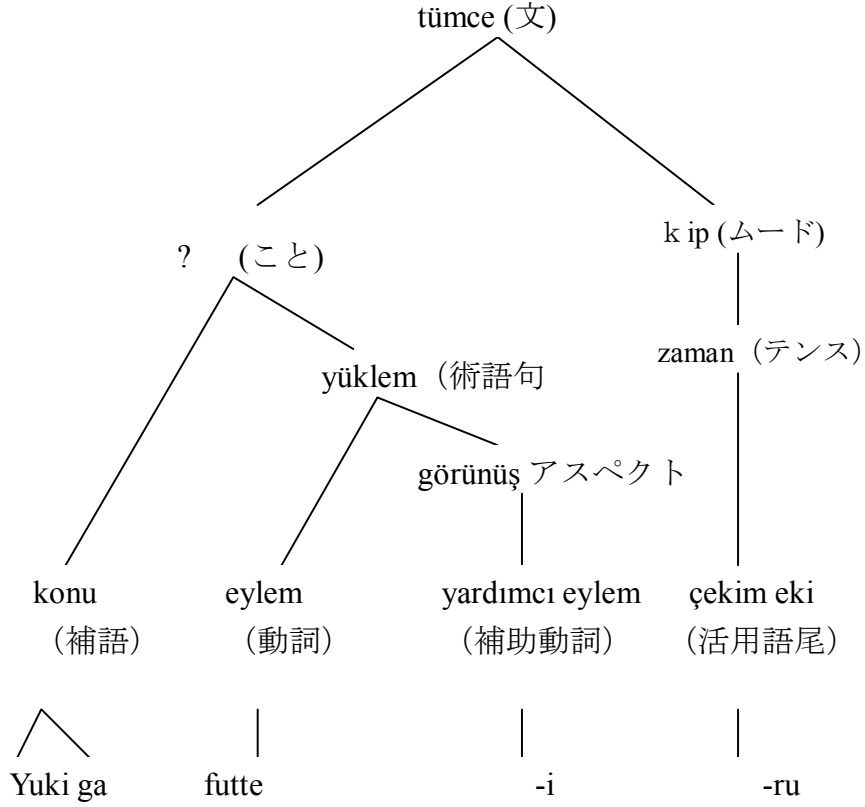 tümce (文)
? (こと)
k ip (ムード)
zaman（テンス）
yüklem（術語句
görünüş アスペクト
konu eylem yardımcı eylem çekim eki
（補語） （動詞） （補助動詞） （活用語尾）
Yuki ga futte -i -ru